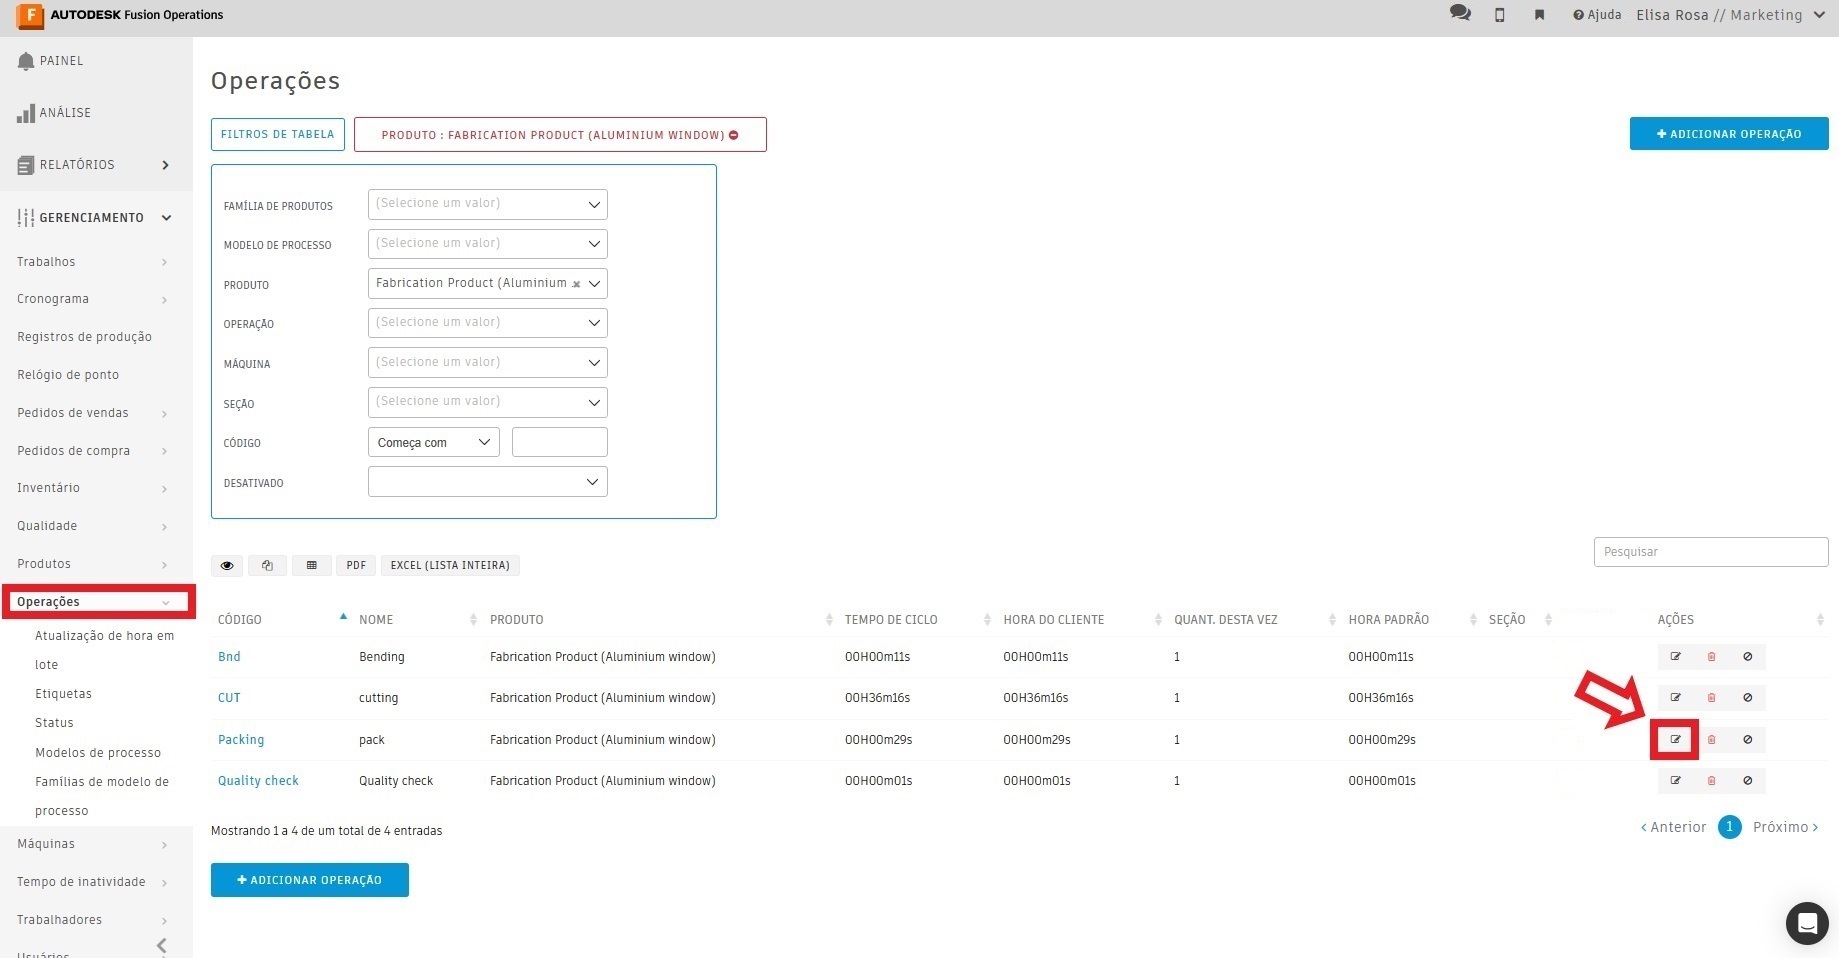 AUTODESK Fusion Operations
Ajuda
Elisa Rosa // Marketing
PAINEL
ANÁLISE
RELATÓRIOS
GERENCIAMENTO
Trabalhos
Cronograma
Registros de produção
Relógio de ponto
Pedidos de vendas
Pedidos de compra
Inventário
Qualidade
Produtos
Operações
Atualização de hora em
lote
Etiquetas
Status
Modelos de processo
Famílias de modelo de
processo
Máquinas
Tempo de inatividade
Trabalhadores
Usuários
Operações
FILTROS DE TABELA
PRODUTO : FABRICATION PRODUCT (ALUMINIUM WINDOW)
+ ADICIONAR OPERAÇÃO
FAMÍLIA DE PRODUTOS (Selecione um valor)
MODELO DE PROCESSO (Selecione um valor)
PRODUTO Fabrication Product (Aluminium
OPERAÇÃO (Selecione um valor)
MÁQUINA (Selecione um valor)
SEÇÃO (Selecione um valor)
CÓDIGO Começa com
DESATIVADO
PDF
EXCEL (LISTA INTEIRA)
Pesquisar
CÓDIGO NOME PRODUTO TEMPO DE CICLO HORA DO CLIENTE QUANT. DESTA VEZ HORA PADRÃO SEÇÃO AÇÕES
Bnd Bending Fabrication Product (Aluminium window) 00H00m11s 00H00m11s 1 00H00m11s
CUT cutting Fabrication Product (Aluminium window) 00H36m16s 00H36m16s 1 00H36m16s
Packing pack Fabrication Product (Aluminium window) 00H00m29s 00H00m29s 1 00H00m29s
Quality check Quality check Fabrication Product (Aluminium window) 00H00m01s 00H00m01s 1 00H00m01s
Mostrando 1 a 4 de um total de 4 entradas
‹ Anterior 1 Próximo ›
+ ADICIONAR OPERAÇÃO